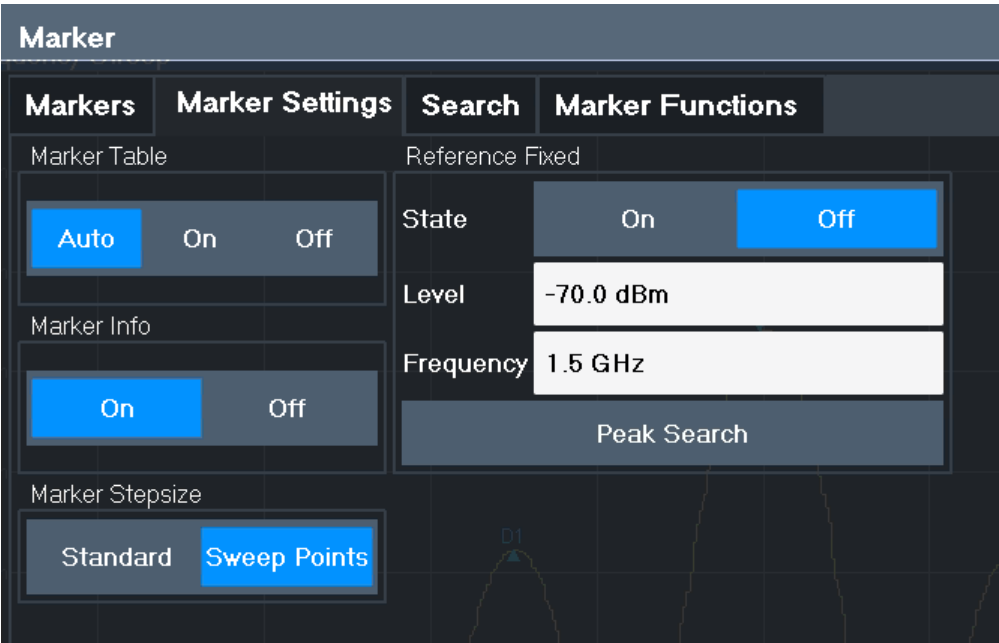 Marker
Markers Marker Settings Search Marker Functions
Marker Table
Auto On Off
Marker Info
On Off
Marker Stepsize
Standard Sweep Points
Reference Fixed
State On Off
Level -70.0 dBm
Frequency 1.5 GHz
Peak Search
D1